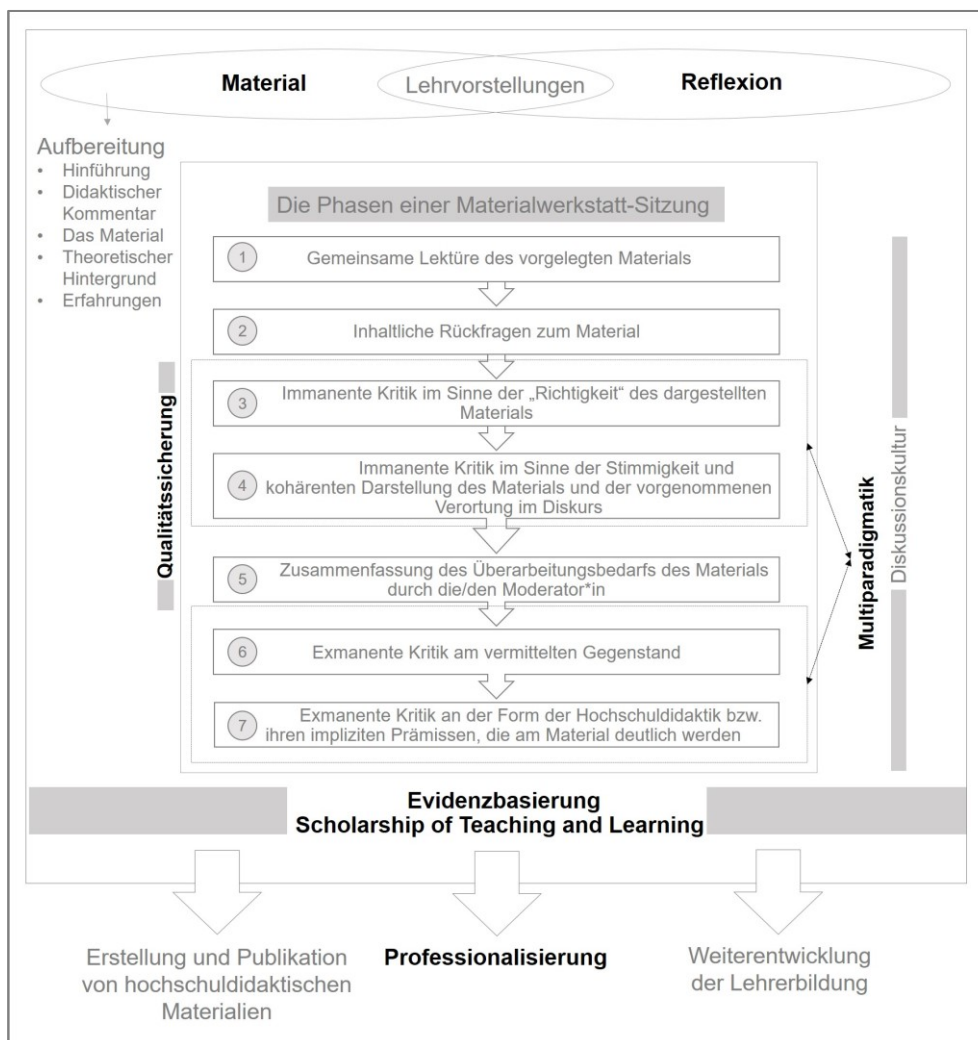 Material
Lehrvorstellungen
Reflexion
Aufbereitung
• Hinführung
• Didaktischer
Kommentar
• Das Material
• Theoretischer
Hintergrund
• Erfahrungen
Die Phasen einer Materialwerkstatt-Sitzung
1
Gemeinsame Lektüre des vorgelegten Materials
2
Inhaltliche Rückfragen zum Material
3
Immanente Kritik im Sinne der „Richtigkeit“ des dargestellten
Materials
4
Immanente Kritik im Sinne der Stimmigkeit und
kohärenten Darstellung des Materials und der vorgenommenen
Verortung im Diskurs
5
Zusammenfassung des Überarbeitungsbedarfs des Materials
durch die/den Moderator*in
6
Exmanente Kritik am vermittelten Gegenstand
7
Exmanente Kritik an der Form der Hochschuldidaktik bzw.
ihren impliziten Prämissen, die am Material deutlich werden
Qualitätssicherung
Multiparadigmatik
Diskussionskultur
Evidenzbasierung
Scholarship of Teaching and Learning
Erstellung und Publikation
von hochschuldidaktischen
Materialien
Professionalisierung
Weiterentwicklung
der Lehrerbildung